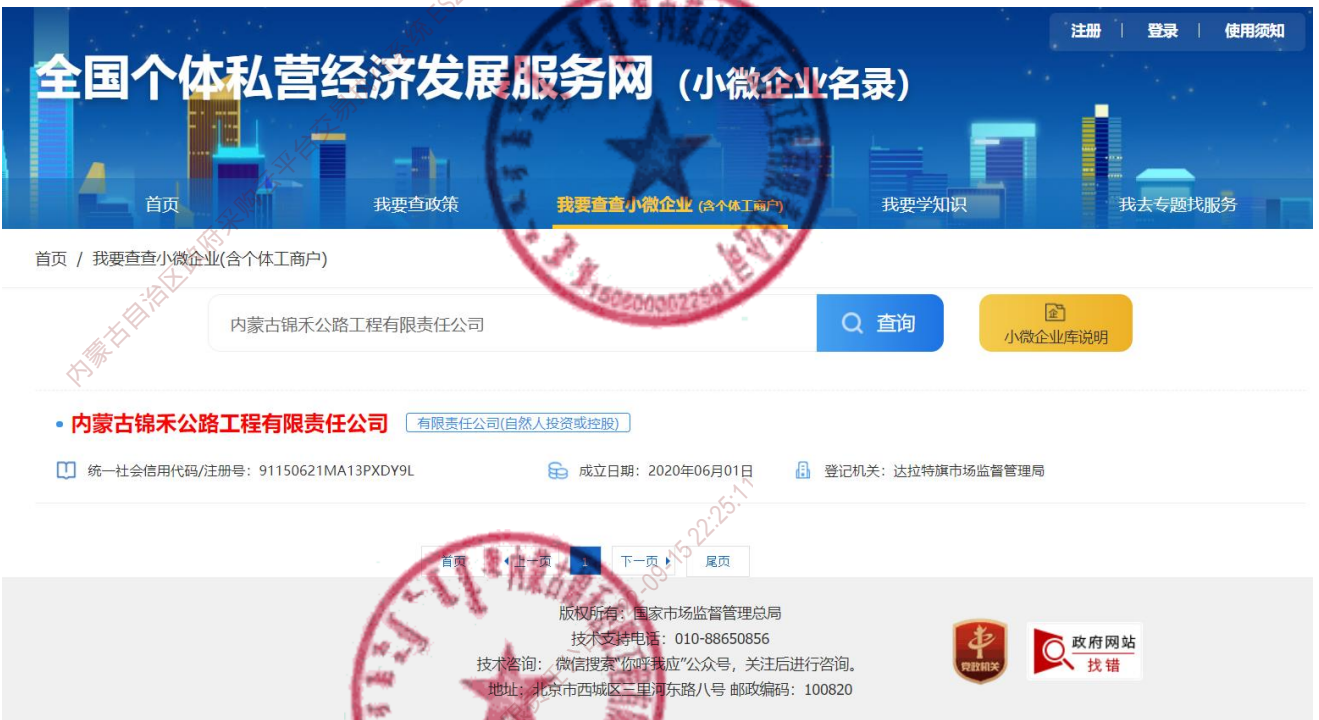 注册 | 登录 | 使用须知
全国个体私营经济发展服务网 (小微企业名录)
首页 我要查政策 我要查查小微企业 (含个体工商户) 我要学知识 我去专题找服务
首页 / 我要查查小微企业(含个体工商户)
内蒙古锦禾公路工程有限责任公司 查询 小微企业库说明
• 内蒙古锦禾公路工程有限责任公司 有限责任公司(自然人投资或控股)
统一社会信用代码/注册号：91150621MA13PXDY9L 成立日期：2020年06月01日 登记机关：达拉特旗市场监督管理局
首页 上一页 1 下一页 尾页
版权所有：国家市场监督管理总局
技术支持电话：010-88650856
技术咨询： 微信搜索“你呼我应”公众号，关注后进行咨询。
地址：北京市西城区三里河东路八号 邮政编码：100820
党政机关
政府网站
找错
内蒙古自治区政府采购
平台
-09-15 22:25:11